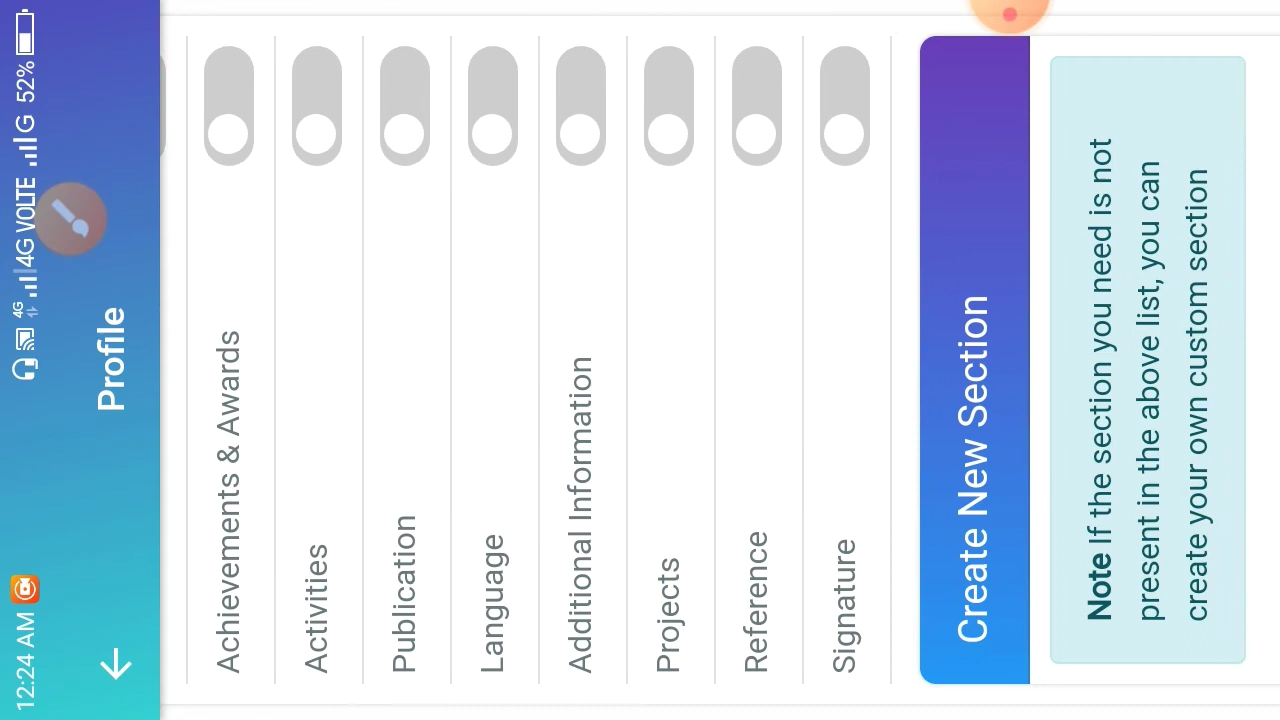 12:24 AM 4G 4G VOLTE G 52%
Profile
Achievements & Awards
Activities
Publication
Language
Additional Information
Projects
Reference
Signature
Create New Section
Note If the section you need is not
present in the above list, you can
create your own custom section